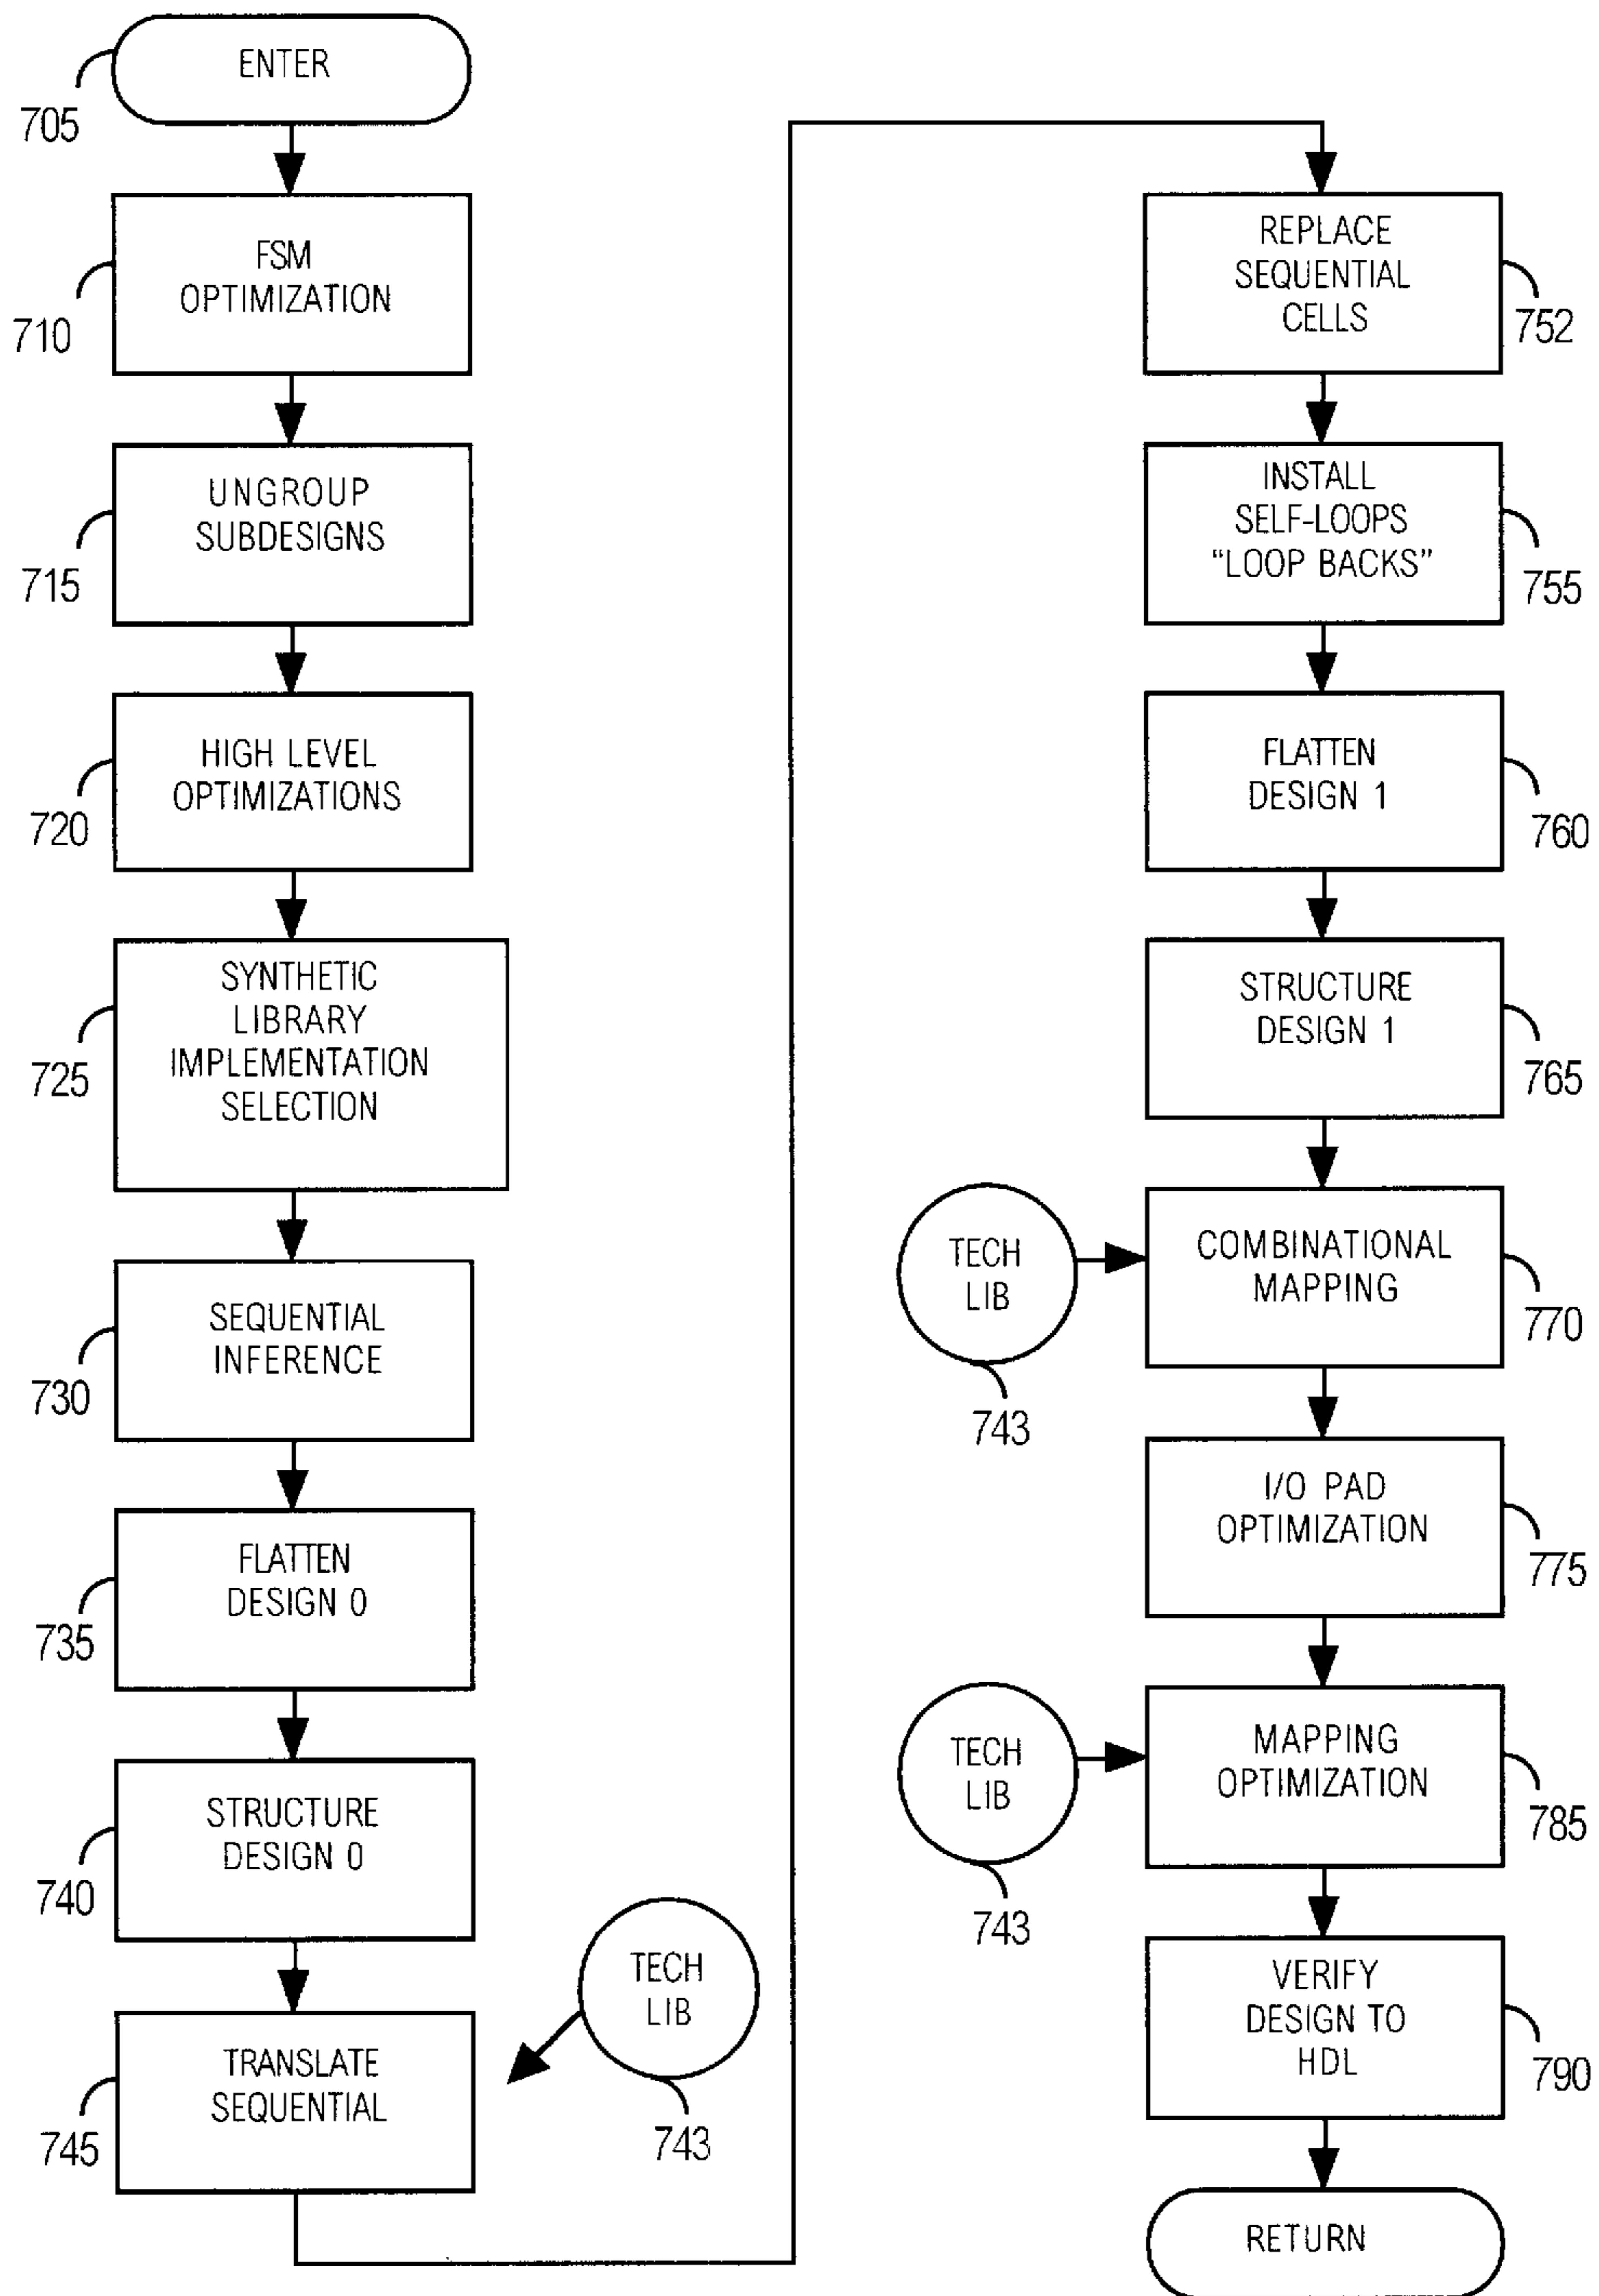 ENTER
705
FSM
OPTIMIZATION
710
UNGROUP
SUBDESIGNS
715
HIGH LEVEL
OPTIMIZATIONS
720
SYNTHETIC
LIBRARY
IMPLEMENTATION
SELECTION
725
SEQUENTIAL
INFERENCE
730
FLATTEN
DESIGN 0
735
STRUCTURE
DESIGN 0
740
TECH
LIB
743
TRANSLATE
SEQUENTIAL
745
REPLACE
SEQUENTIAL
CELLS
752
INSTALL
SELF-LOOPS
“LOOP BACKS”
755
FLATTEN
DESIGN 1
760
STRUCTURE
DESIGN 1
765
TECH
LIB
743
COMBINATIONAL
MAPPING
770
I/O PAD
OPTIMIZATION
775
TECH
LIB
743
MAPPING
OPTIMIZATION
785
VERIFY
DESIGN TO
HDL
790
RETURN